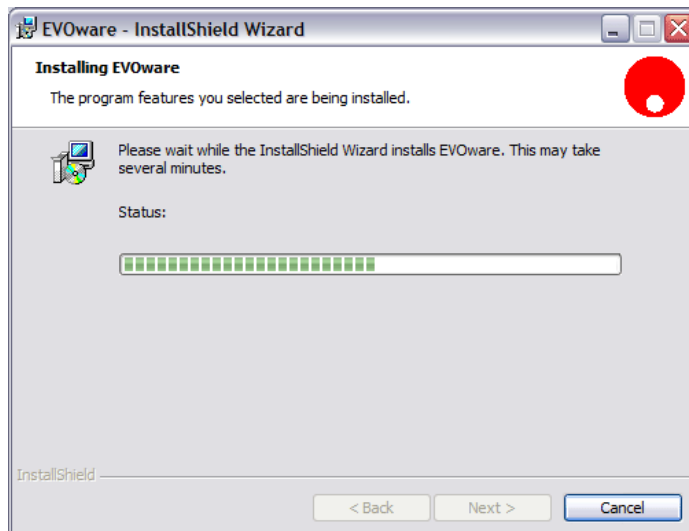 EVOware - InstallShield Wizard
Installing EVOware
The program features you selected are being installed.
Please wait while the InstallShield Wizard installs EVOware. This may take
several minutes.
Status:
InstallShield
< Back Next > Cancel